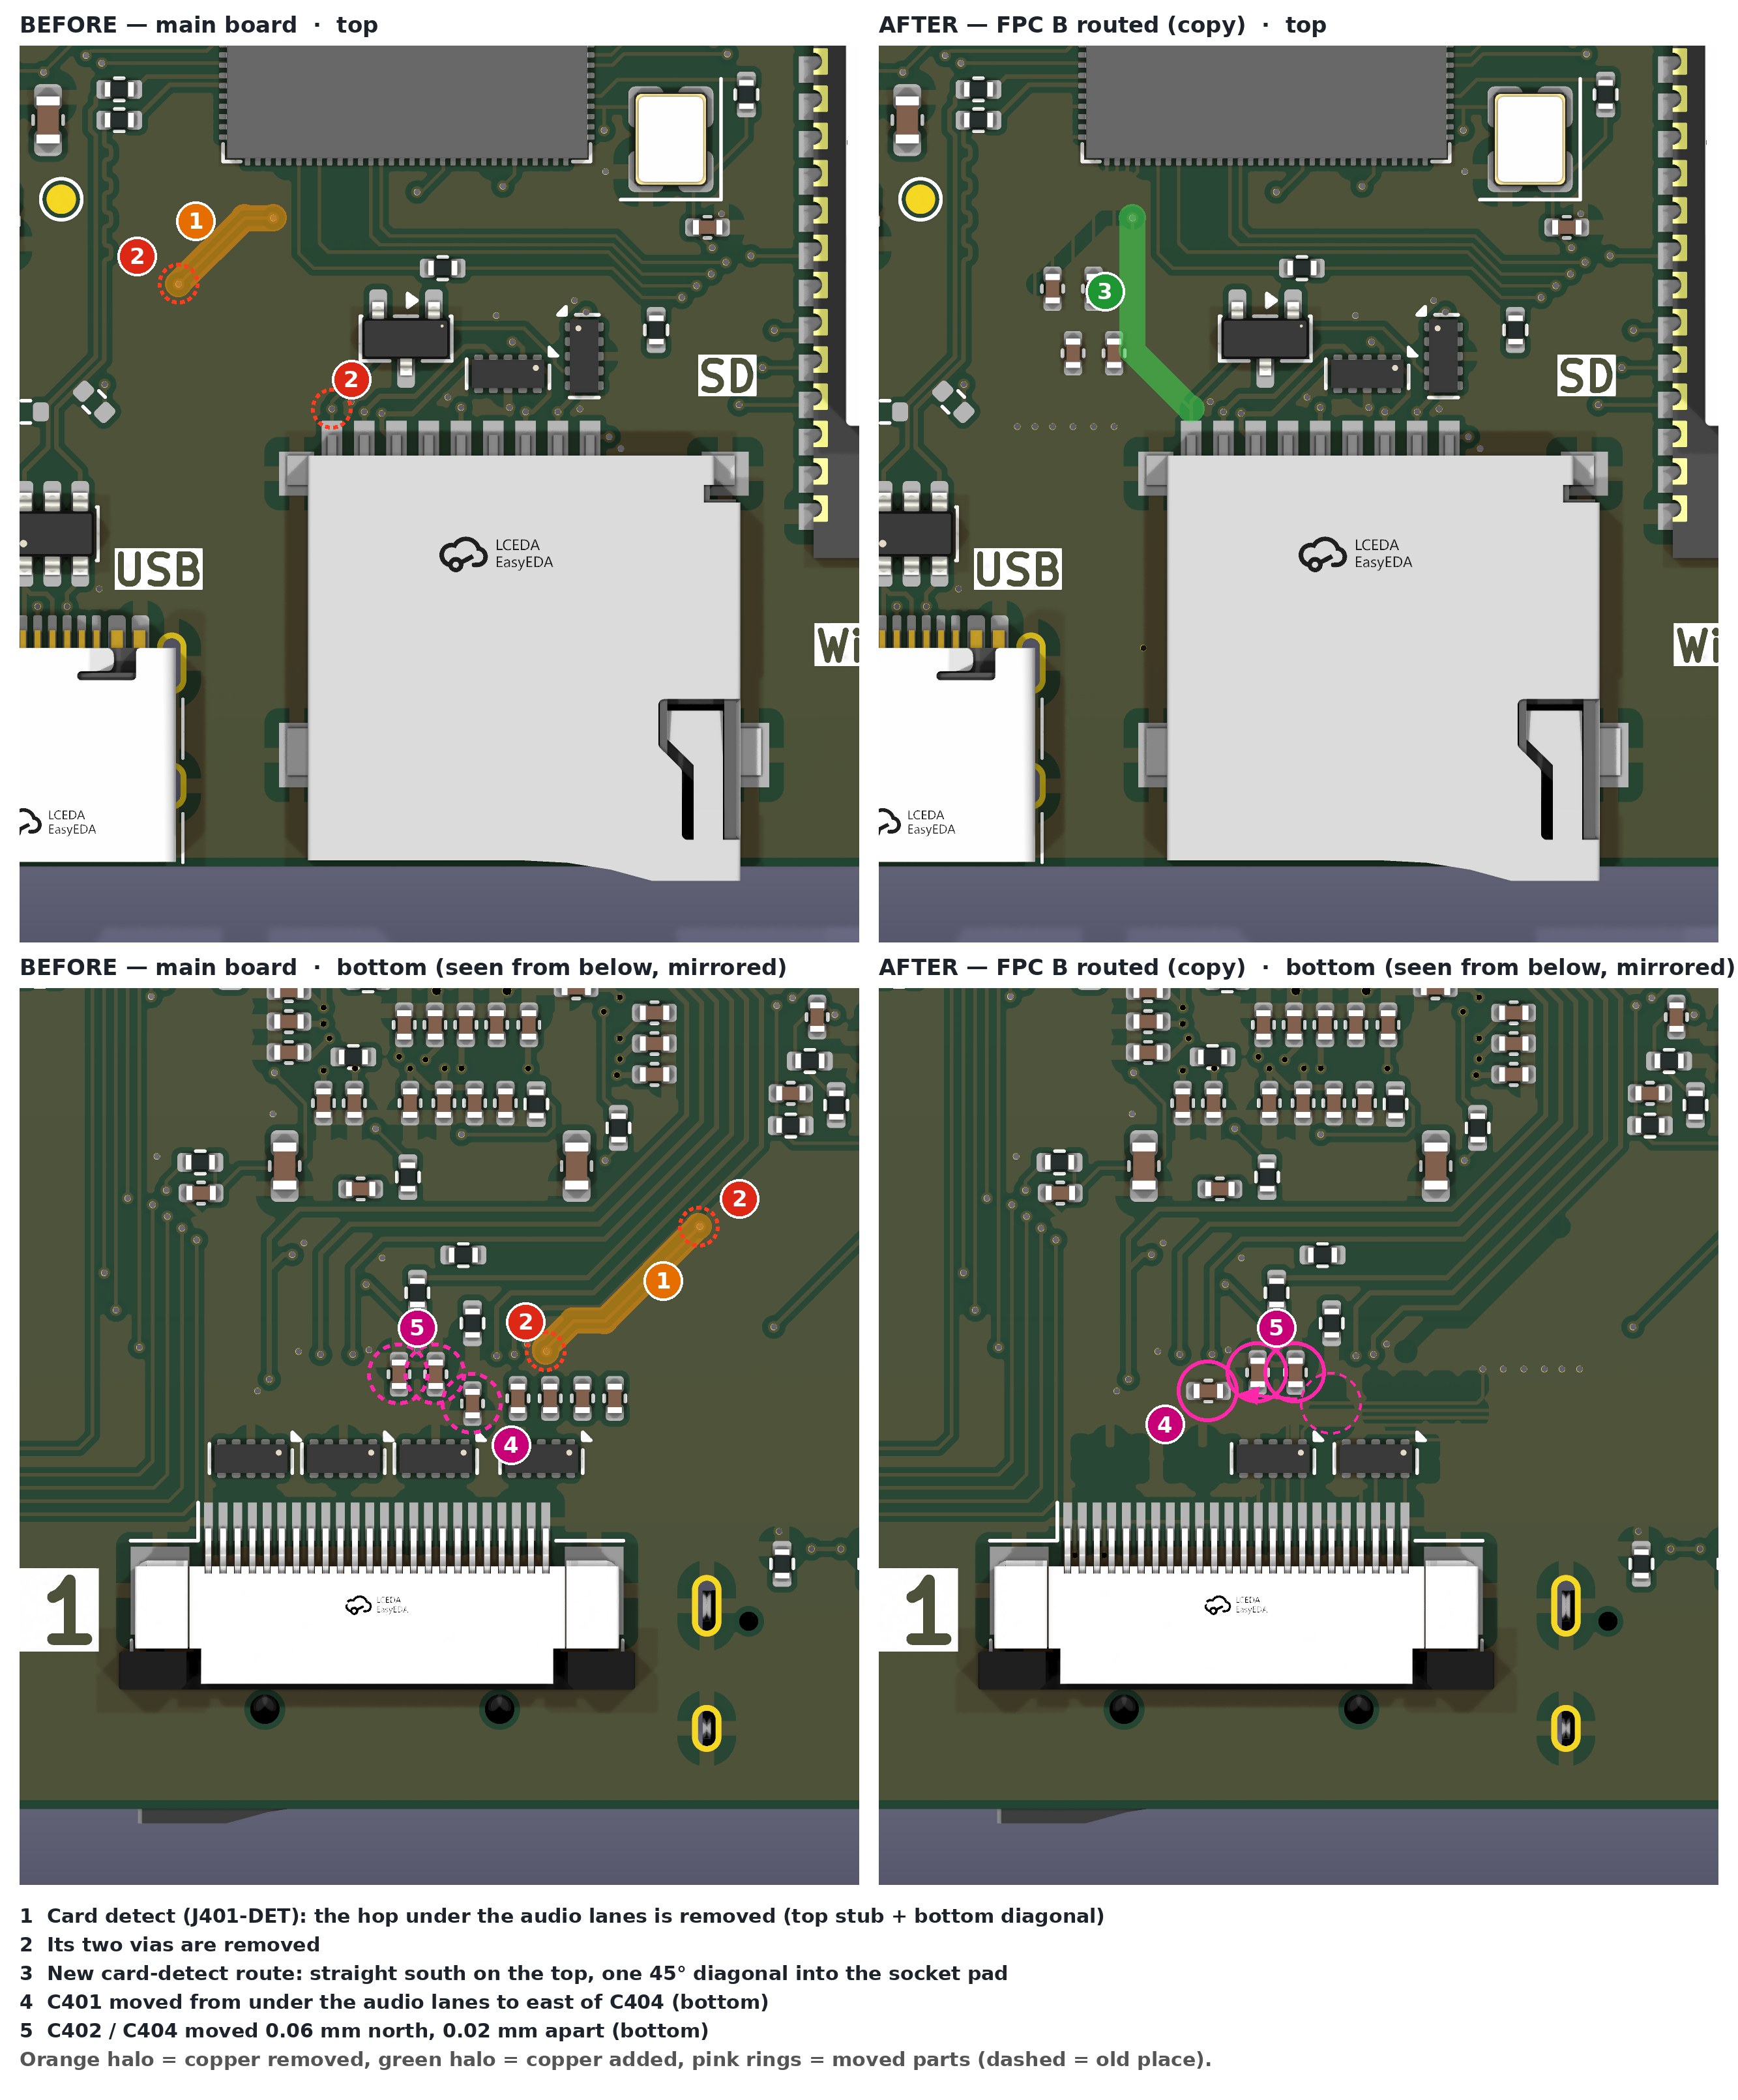 BEFORE — main board · top
AFTER — FPC B routed (copy) · top
1
2
2
SD
USB
LCEDA
EasyEDA
Wi
LCEDA
EasyEDA
3
SD
USB
LCEDA
EasyEDA
Wi
LCEDA
EasyEDA
BEFORE — main board · bottom (seen from below, mirrored)
AFTER — FPC B routed (copy) · bottom (seen from below, mirrored)
2
1
2
5
4
LCEDA
EasyEDA
1
5
4
LCEDA
EasyEDA
1
1 Card detect (J401-DET): the hop under the audio lanes is removed (top stub + bottom diagonal)
2 Its two vias are removed
3 New card-detect route: straight south on the top, one 45° diagonal into the socket pad
4 C401 moved from under the audio lanes to east of C404 (bottom)
5 C402 / C404 moved 0.06 mm north, 0.02 mm apart (bottom)
Orange halo = copper removed, green halo = copper added, pink rings = moved parts (dashed = old place).